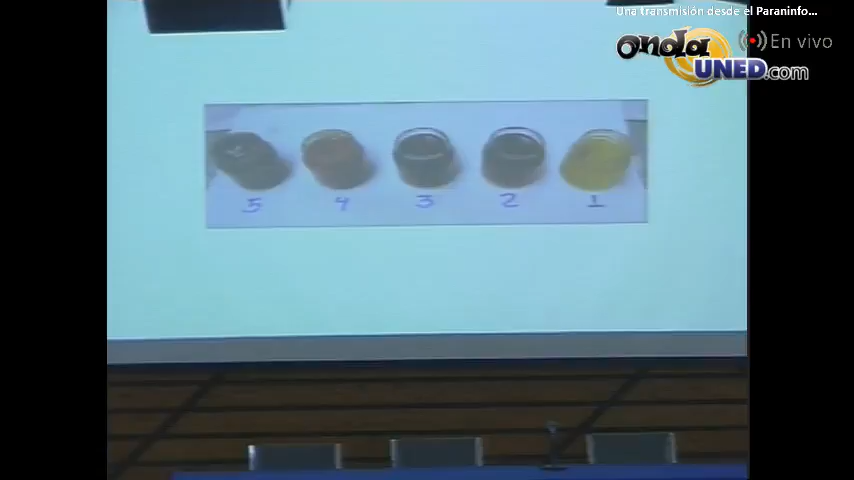 Una transmisión desde el Paraninfo...
onda
UNED.com
En vivo
5 4 3 2 1